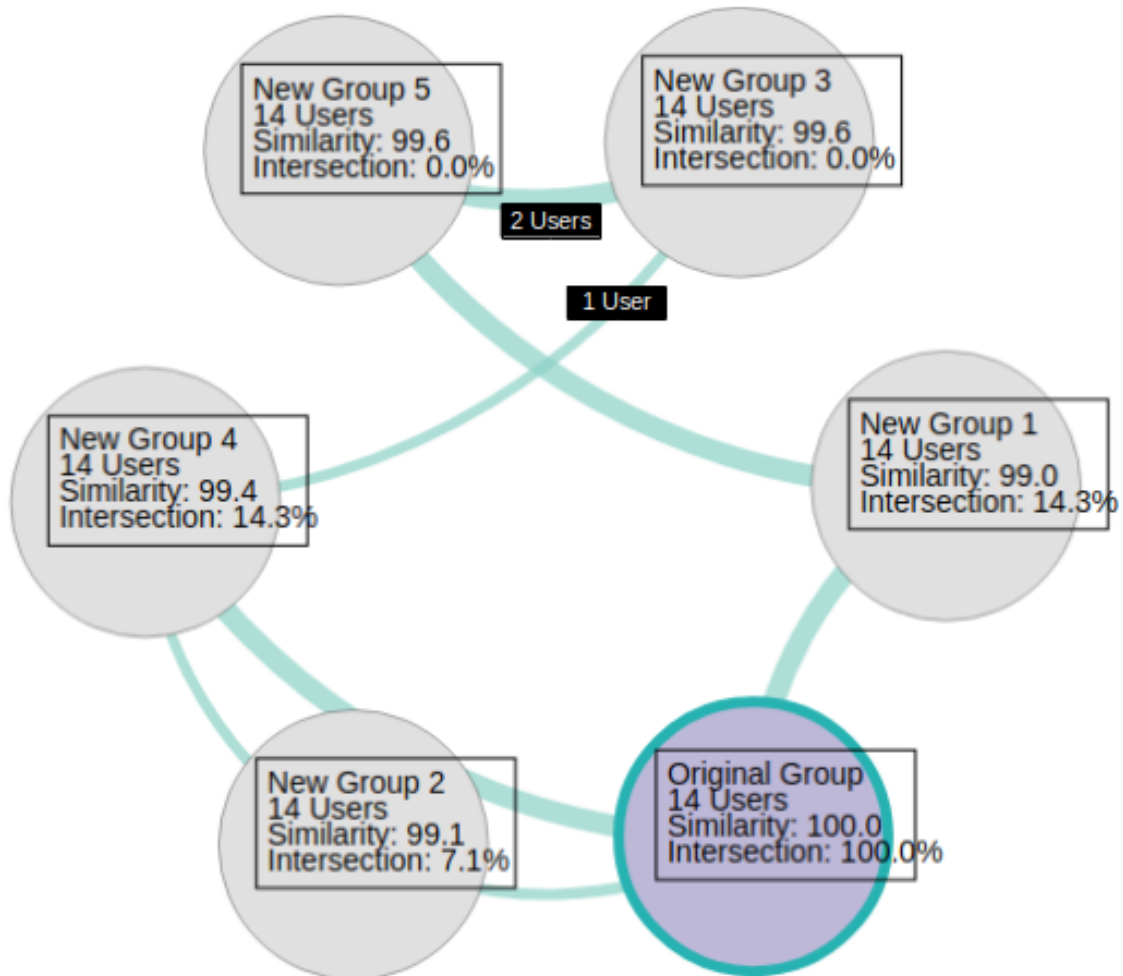 New Group 5
14 Users
Similarity: 99.6
Intersection: 0.0%
New Group 3
14 Users
Similarity: 99.6
Intersection: 0.0%
2 Users
1 User
New Group 4
14 Users
Similarity: 99.4
Intersection: 14.3%
New Group 1
14 Users
Similarity: 99.0
Intersection: 14.3%
New Group 2
14 Users
Similarity: 99.1
Intersection: 7.1%
Original Group
14 Users
Similarity: 100.0
Intersection: 100.0%